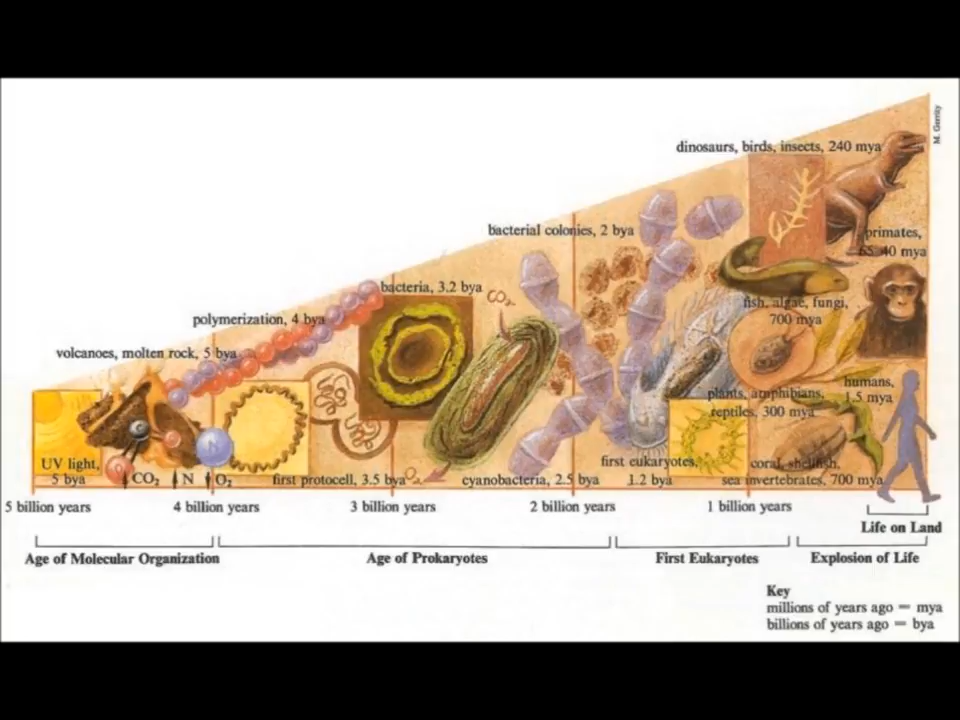 M. Gerrity
dinosaurs, birds, insects, 240 mya
primates,
65-40 mya
bacterial colonies, 2 bya
bacteria, 3.2 bya
CO₂
fish, algae, fungi,
700 mya
polymerization, 4 bya
volcanoes, molten rock, 5 bya
humans,
1.5 mya
plants, amphibians,
reptiles, 300 mya
N
UV light,
5 bya
CO₂ N O₂
first protocell, 3.5 bya
O₂
cyanobacteria, 2.5 bya
first eukaryotes,
1.2 bya
coral, shellfish,
sea invertebrates, 700 mya
5 billion years
4 billion years
3 billion years
2 billion years
1 billion years
Life on Land
Age of Molecular Organization
Age of Prokaryotes
First Eukaryotes
Explosion of Life
Key
millions of years ago = mya
billions of years ago = bya